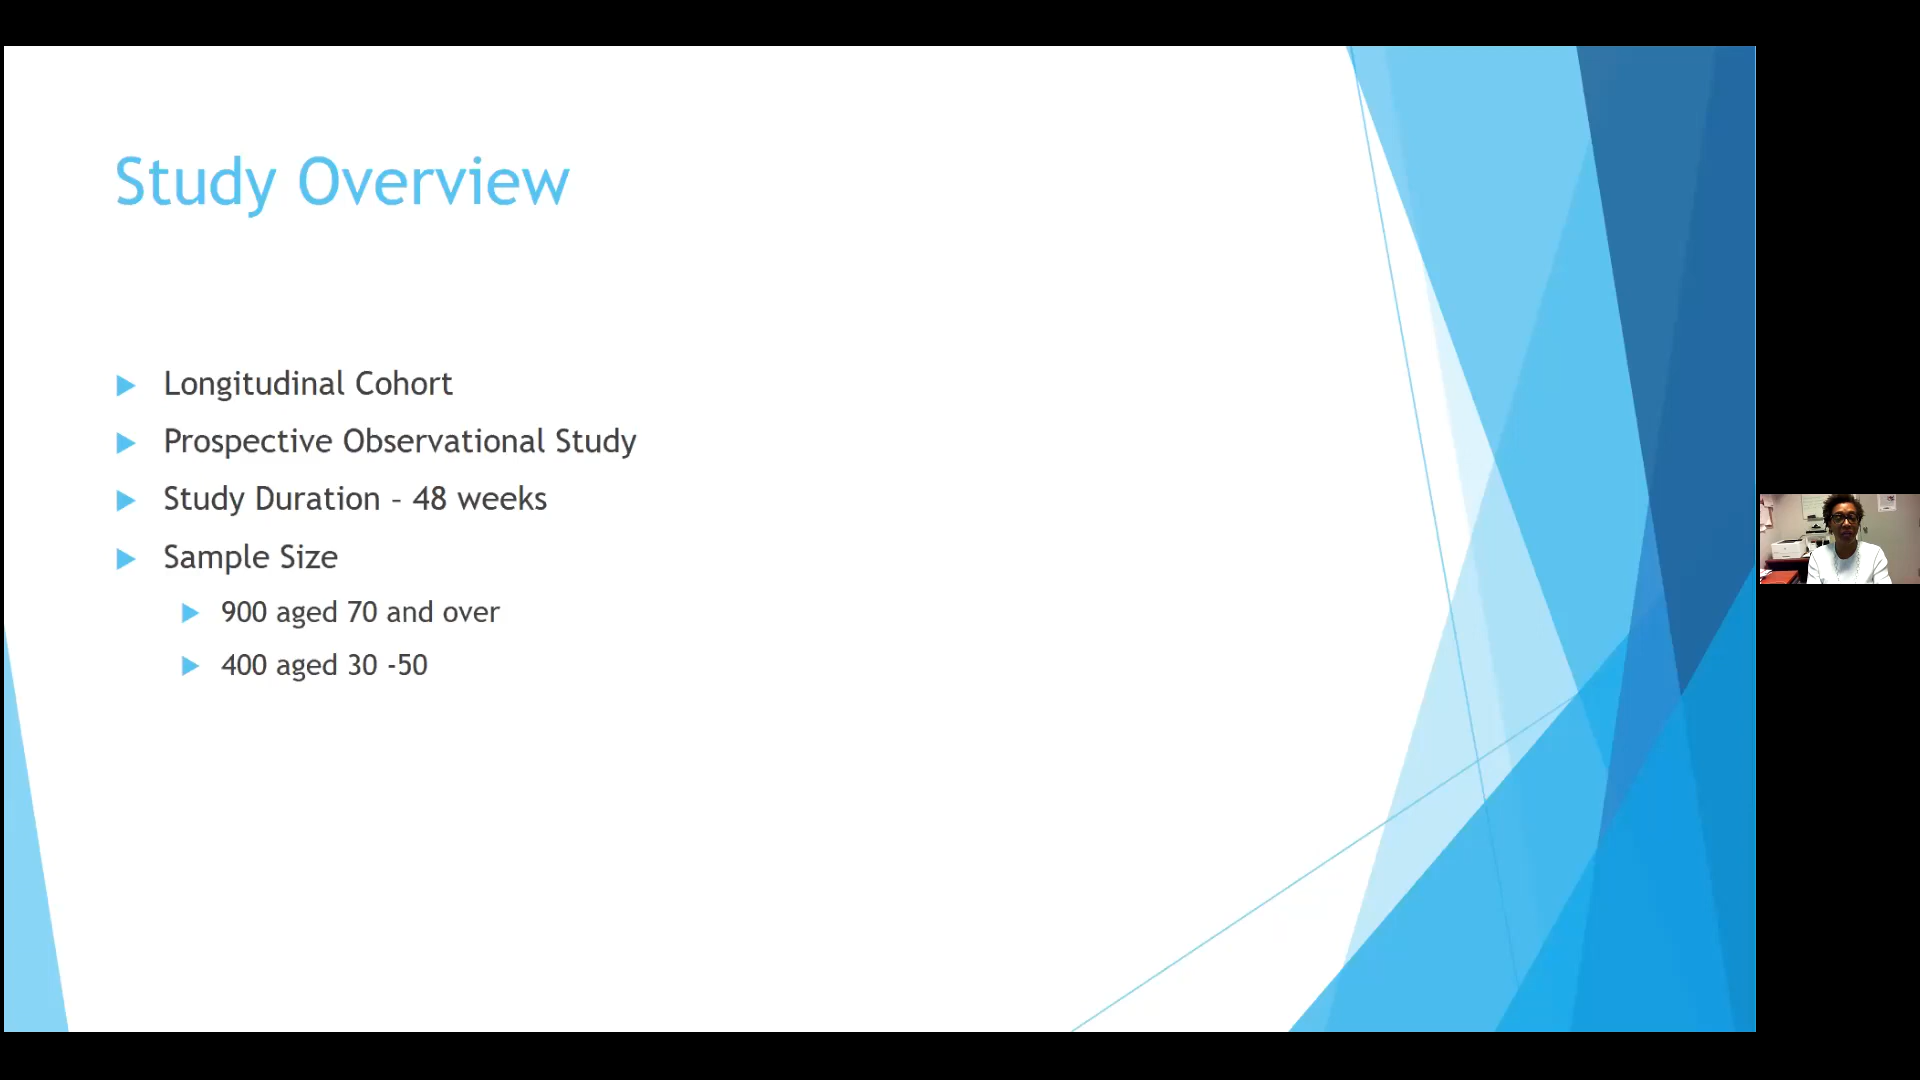 Study Overview
Longitudinal Cohort
Prospective Observational Study
Study Duration – 48 weeks
Sample Size
900 aged 70 and over
400 aged 30 -50